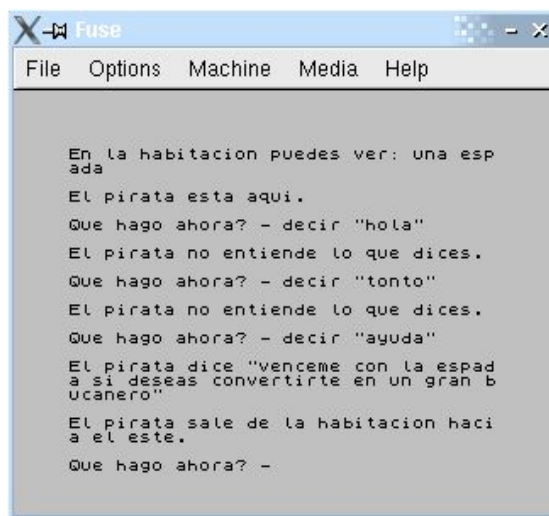 Fuse
File Options Machine Media Help
En la habitacion puedes ver: una esp
ada
El pirata esta aqui.
Que hago ahora? - decir "hola"
El pirata no entiende lo que dices.
Que hago ahora? - decir "tonto"
El pirata no entiende lo que dices.
Que hago ahora? - decir "ayuda"
El pirata dice "venceme con la espad
a si deseas convertirte en un gran b
ucanero"
El pirata sale de la habitacion haci
a el este.
Que hago ahora? -